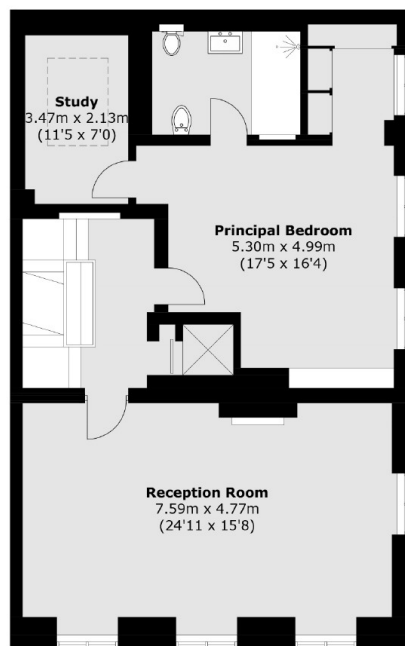 Study
3.47m x 2.13m
(11'5 x 7'0)
Principal Bedroom
5.30m x 4.99m
(17'5 x 16'4)
Reception Room
7.59m x 4.77m
(24'11 x 15'8)